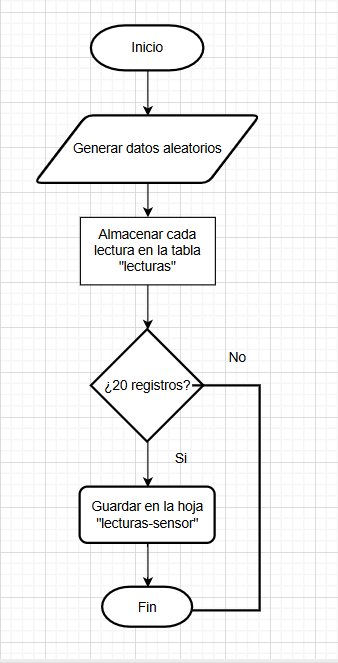 Inicio
Generar datos aleatorios
Almacenar cada
lectura en la tabla
"lecturas"
¿20 registros?
No
Si
Guardar en la hoja
"lecturas-sensor"
Fin